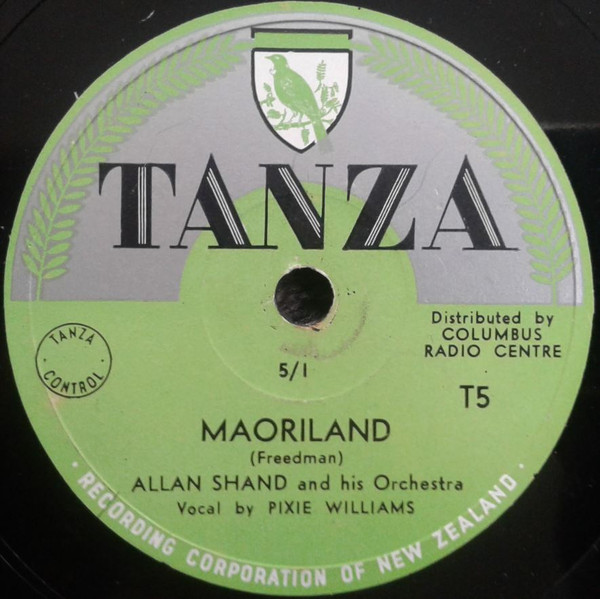 TANZA
Distributed by
COLUMBUS
RADIO CENTRE
TANZA
· CONTROL ·
5/1
T5
MAORILAND
(Freedman)
ALLAN SHAND and his Orchestra
Vocal by PIXIE WILLIAMS
· RECORDING CORPORATION OF NEW ZEALAND ·